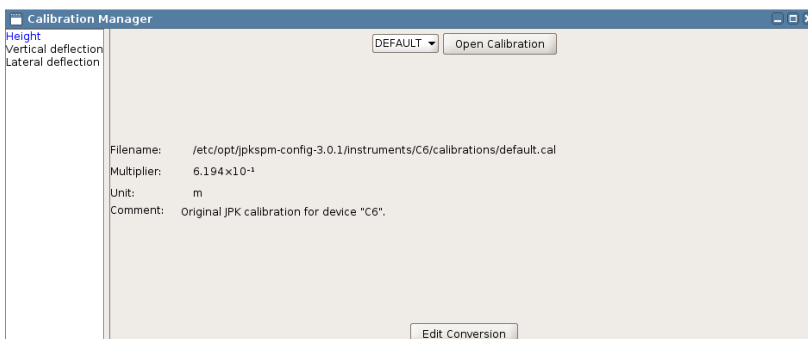 Calibration Manager
Height
Vertical deflection
Lateral deflection
DEFAULT Open Calibration
Filename: /etc/opt/jpkspm-config-3.0.1/instruments/C6/calibrations/default.cal
Multiplier: 6.194×10⁻¹
Unit: m
Comment: Original JPK calibration for device "C6".
Edit Conversion